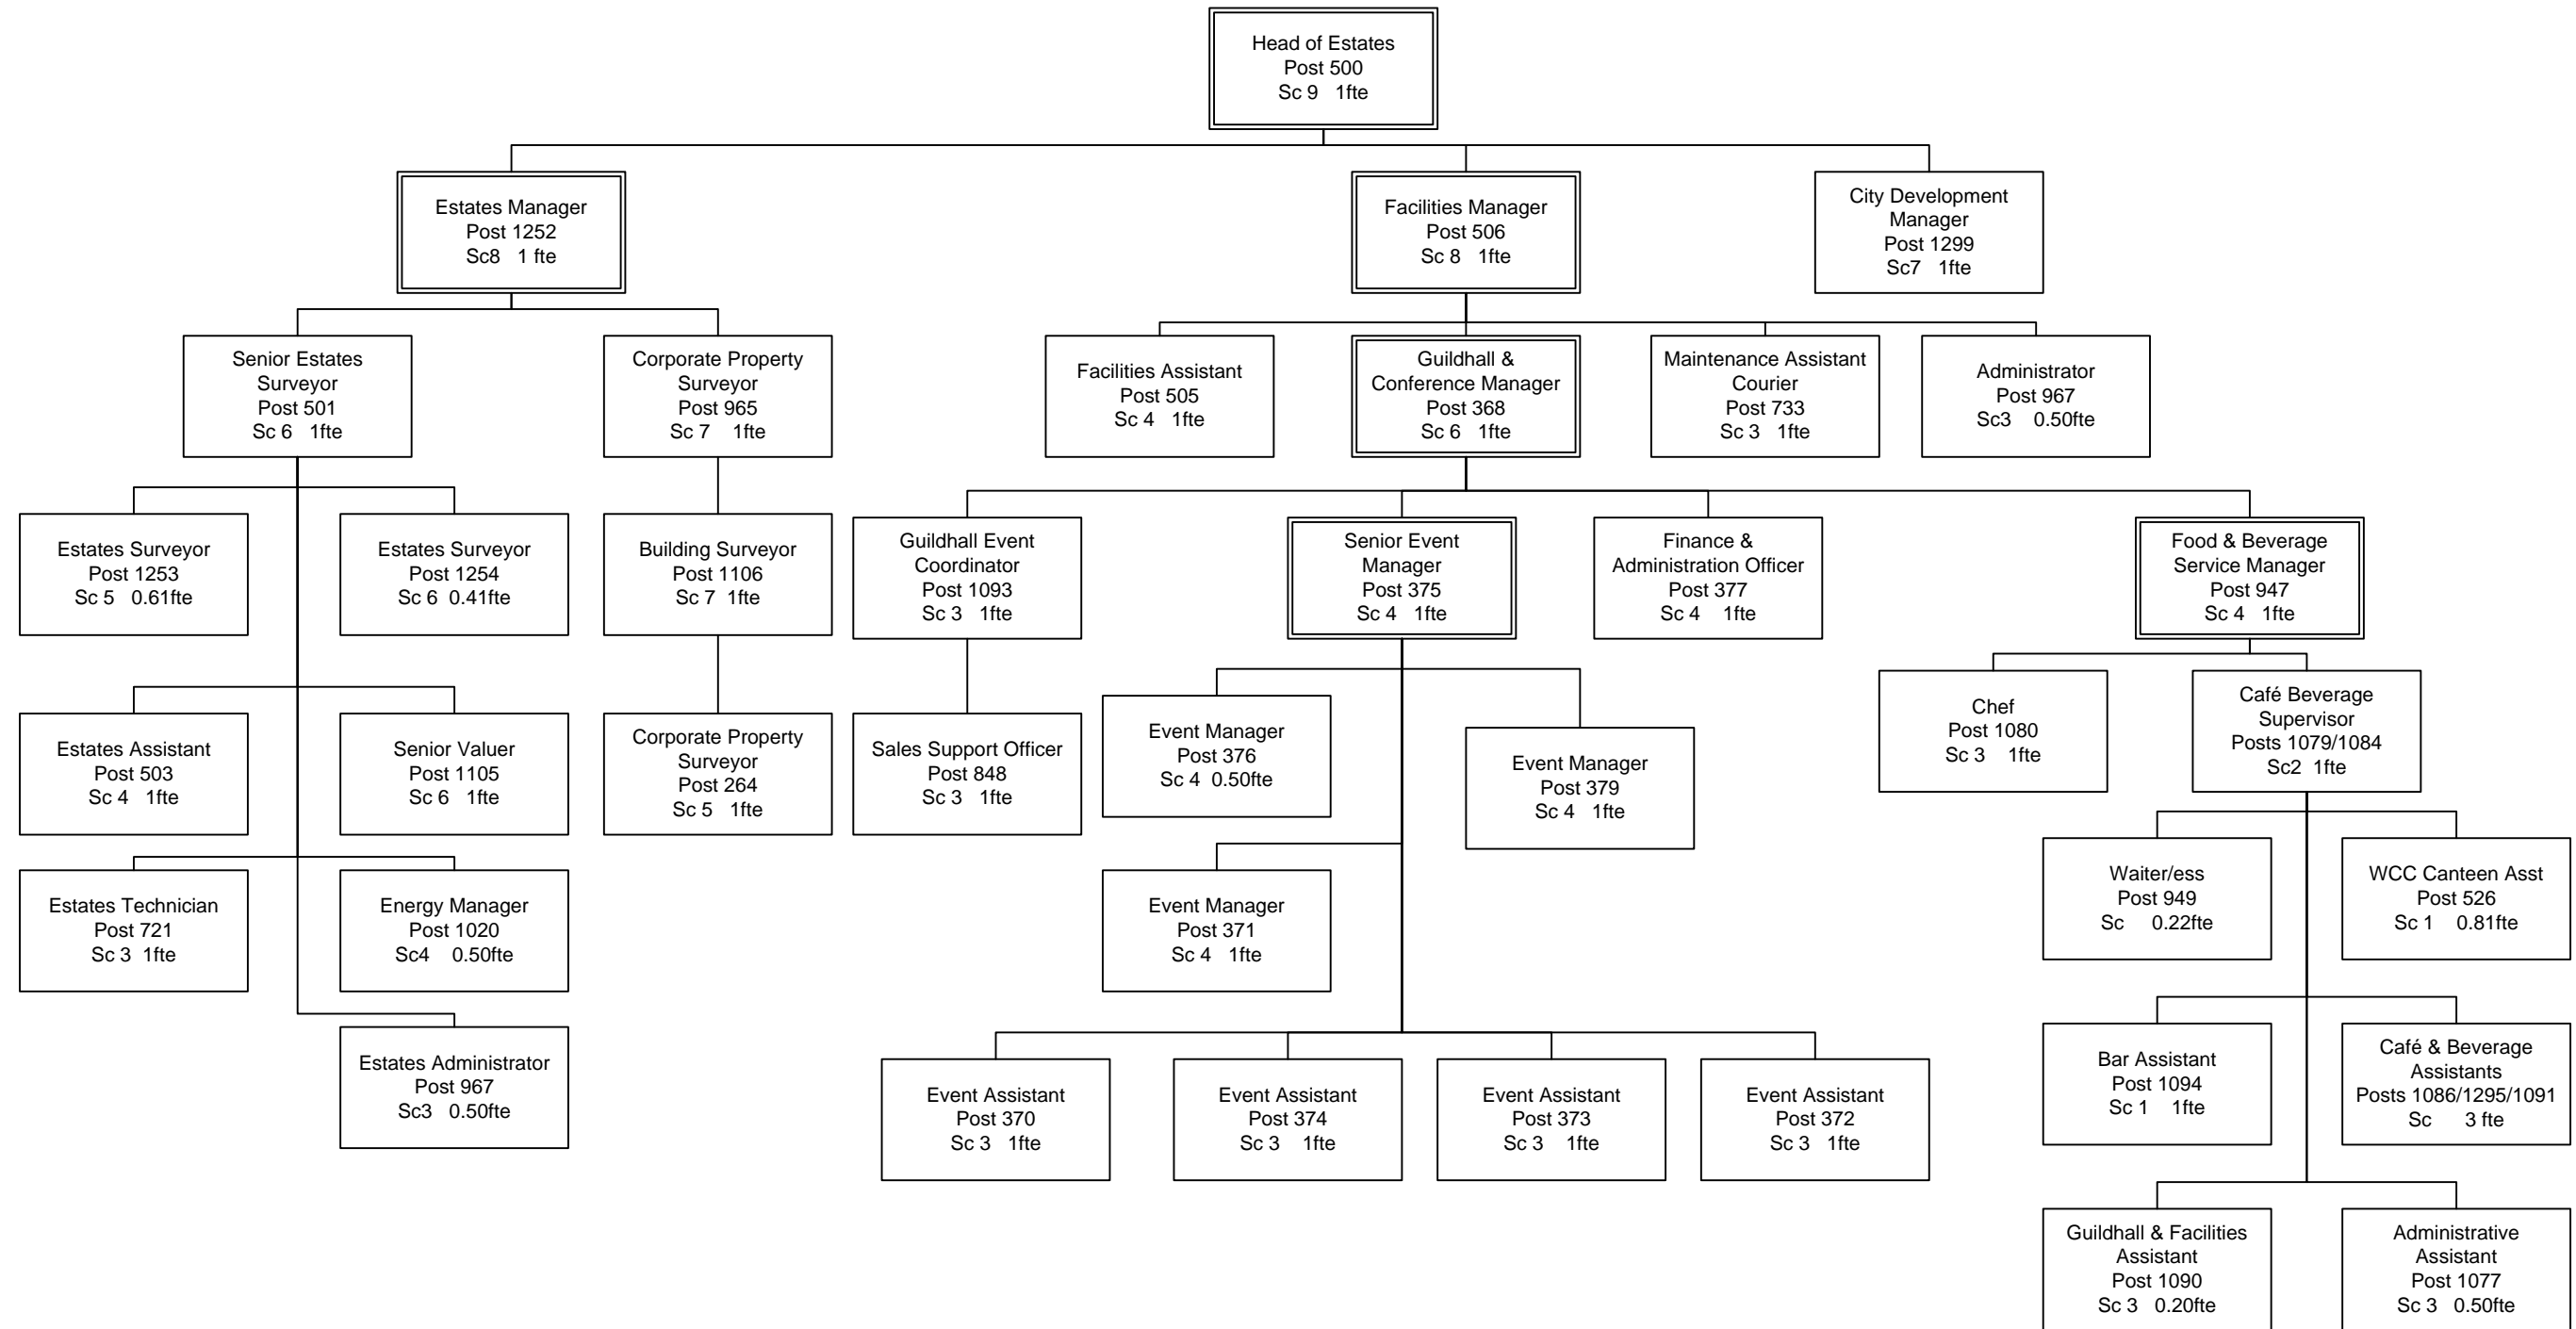 Head of Estates
Post 500
Sc 9 1fte
Estates Manager
Post 1252
Sc8 1 fte
Facilities Manager
Post 506
Sc 8 1fte
City Development
Manager
Post 1299
Sc7 1fte
Senior Estates
Surveyor
Post 501
Sc 6 1fte
Corporate Property
Surveyor
Post 965
Sc 7 1fte
Facilities Assistant
Post 505
Sc 4 1fte
Guildhall &
Conference Manager
Post 368
Sc 6 1fte
Maintenance Assistant
Courier
Post 733
Sc 3 1fte
Administrator
Post 967
Sc3 0.50fte
Estates Surveyor
Post 1253
Sc 5 0.61fte
Estates Surveyor
Post 1254
Sc 6 0.41fte
Building Surveyor
Post 1106
Sc 7 1fte
Guildhall Event
Coordinator
Post 1093
Sc 3 1fte
Senior Event
Manager
Post 375
Sc 4 1fte
Finance &
Administration Officer
Post 377
Sc 4 1fte
Food & Beverage
Service Manager
Post 947
Sc 4 1fte
Estates Assistant
Post 503
Sc 4 1fte
Senior Valuer
Post 1105
Sc 6 1fte
Corporate Property
Surveyor
Post 264
Sc 5 1fte
Sales Support Officer
Post 848
Sc 3 1fte
Event Manager
Post 376
Sc 4 0.50fte
Event Manager
Post 379
Sc 4 1fte
Chef
Post 1080
Sc 3 1fte
Café Beverage
Supervisor
Posts 1079/1084
Sc2 1fte
Estates Technician
Post 721
Sc 3 1fte
Energy Manager
Post 1020
Sc4 0.50fte
Event Manager
Post 371
Sc 4 1fte
Waiter/ess
Post 949
Sc 0.22fte
WCC Canteen Asst
Post 526
Sc 1 0.81fte
Estates Administrator
Post 967
Sc3 0.50fte
Event Assistant
Post 370
Sc 3 1fte
Event Assistant
Post 374
Sc 3 1fte
Event Assistant
Post 373
Sc 3 1fte
Event Assistant
Post 372
Sc 3 1fte
Bar Assistant
Post 1094
Sc 1 1fte
Café & Beverage
Assistants
Posts 1086/1295/1091
Sc 3 fte
Guildhall & Facilities
Assistant
Post 1090
Sc 3 0.20fte
Administrative
Assistant
Post 1077
Sc 3 0.50fte